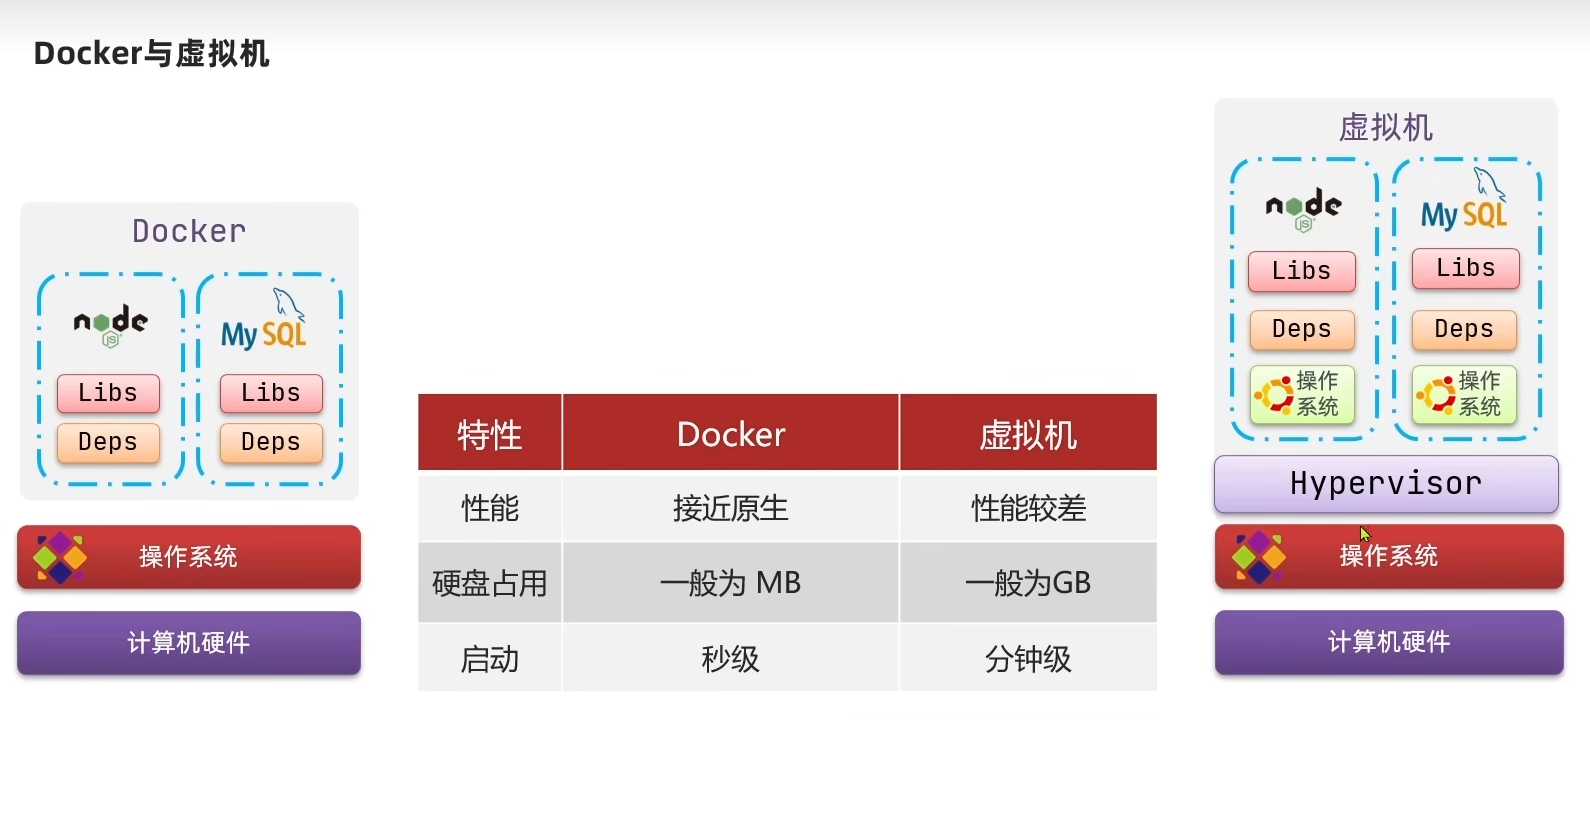 Docker与虚拟机
Docker
node
JS
MySQL
Libs
Libs
Deps
Deps
操作系统
计算机硬件
特性 Docker 虚拟机
性能 接近原生 性能较差
硬盘占用 一般为 MB 一般为GB
启动 秒级 分钟级
虚拟机
node
JS
MySQL
Libs
Libs
Deps
Deps
操作
系统
操作
系统
Hypervisor
操作系统
计算机硬件